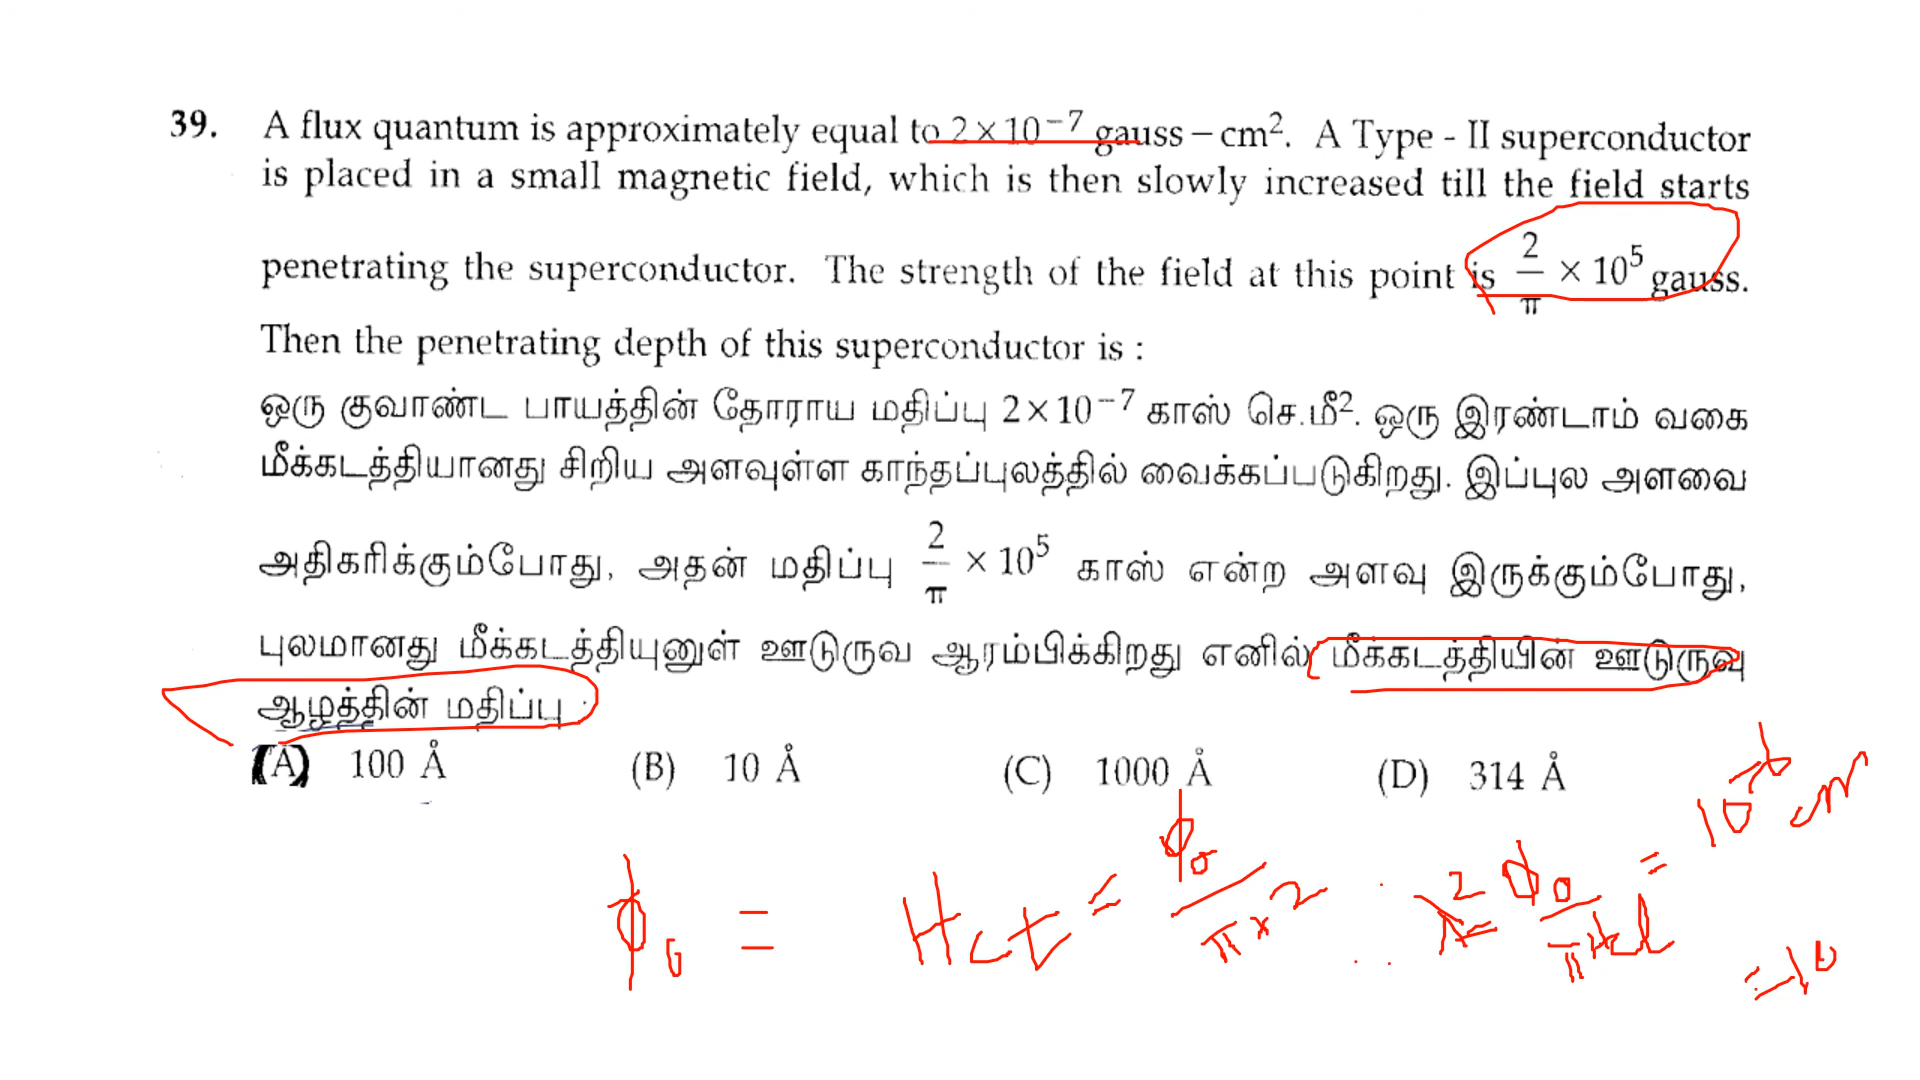 39. A flux quantum is approximately equal to 2×10⁻⁷ gauss – cm². A Type - II superconductor
is placed in a small magnetic field, which is then slowly increased till the field starts
penetrating the superconductor. The strength of the field at this point is 2/π × 10⁵ gauss.
Then the penetrating depth of this superconductor is :
ஒரு குவாண்ட பாயத்தின் தோராய மதிப்பு 2×10⁻⁷ காஸ் செ.மீ². ஒரு இரண்டாம் வகை
மீக்கடத்தியானது சிறிய அளவுள்ள காந்தப்புலத்தில் வைக்கப்படுகிறது. இப்புல அளவை
அதிகரிக்கும்போது, அதன் மதிப்பு 2/π × 10⁵ காஸ் என்ற அளவு இருக்கும்போது,
புலமானது மீக்கடத்தியுனுள் ஊடுருவ ஆரம்பிக்கிறது எனில் மீக்கடத்தியின் ஊடுருவு
ஆழத்தின் மதிப்பு :
(A) 100 Å (B) 10 Å (C) 1000 Å (D) 314 Å
ϕ₀ =